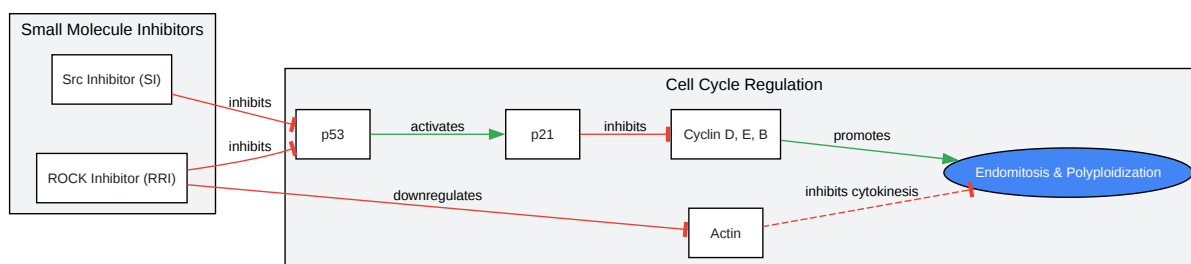 Small Molecule Inhibitors
Src Inhibitor (SI)
ROCK Inhibitor (RRI)
inhibits
inhibits
Cell Cycle Regulation
p53
activates
p21
inhibits
Cyclin D, E, B
promotes
Endomitosis & Polyploidization
downregulates
Actin
inhibits cytokinesis